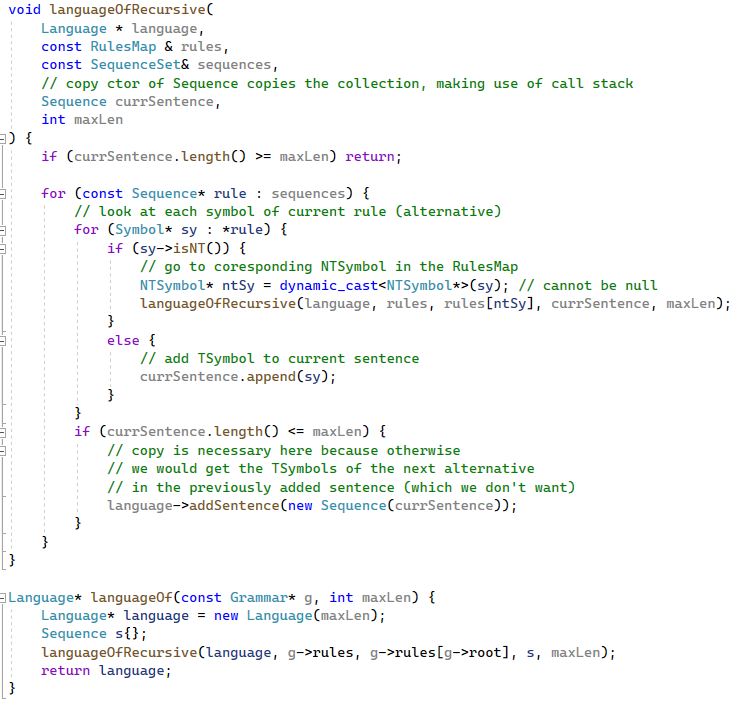 void languageOfRecursive(
    Language * language,
    const RulesMap & rules,
    const SequenceSet& sequences,
    // copy ctor of Sequence copies the collection, making use of call stack
    Sequence currSentence,
    int maxLen
) {
    if (currSentence.length() >= maxLen) return;

    for (const Sequence* rule : sequences) {
        // look at each symbol of current rule (alternative)
        for (Symbol* sy : *rule) {
            if (sy->isNT()) {
                // go to coresponding NTSymbol in the RulesMap
                NTSymbol* ntSy = dynamic_cast<NTSymbol*>(sy); // cannot be null
                languageOfRecursive(language, rules, rules[ntSy], currSentence, maxLen);
            }
            else {
                // add TSymbol to current sentence
                currSentence.append(sy);
            }
        }
        if (currSentence.length() <= maxLen) {
            // copy is necessary here because otherwise
            // we would get the TSymbols of the next alternative
            // in the previously added sentence (which we don't want)
            language->addSentence(new Sequence(currSentence));
        }
    }
}

Language* languageOf(const Grammar* g, int maxLen) {
    Language* language = new Language(maxLen);
    Sequence s{};
    languageOfRecursive(language, g->rules, g->rules[g->root], s, maxLen);
    return language;
}